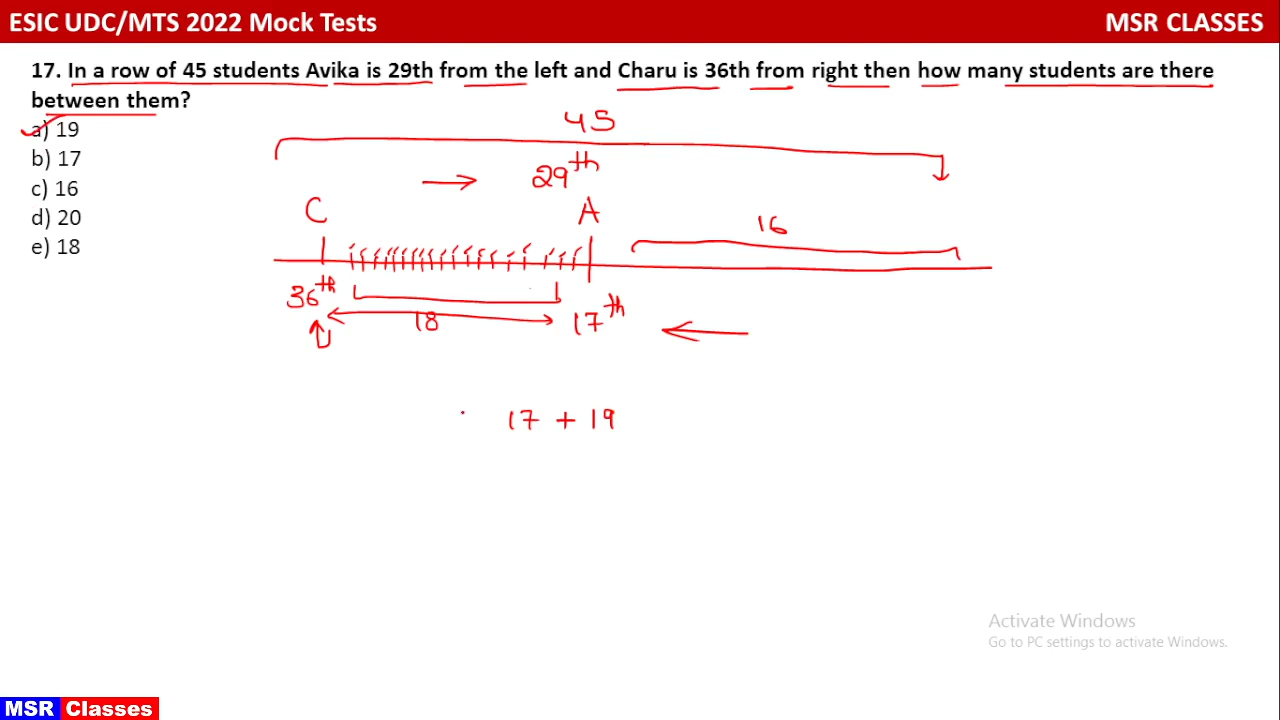 ESIC UDC/MTS 2022 Mock Tests
MSR CLASSES
17. In a row of 45 students Avika is 29th from the left and Charu is 36th from right then how many students are there
between them?
a) 19
b) 17
c) 16
d) 20
e) 18
45
29th
C
A
16
36th
18
17th
17 + 19
Activate Windows
Go to PC settings to activate Windows.
MSR Classes